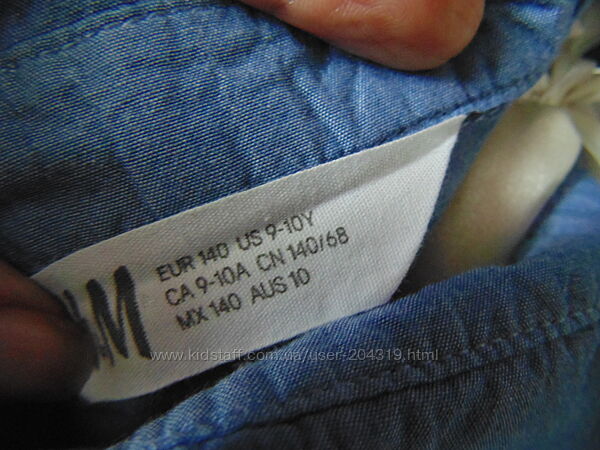 EUR 140 US 9-10Y
CA 9-10A CN 140/68
MX 140 AUS 10
www.kidstaff.com.ua/user-204319.html